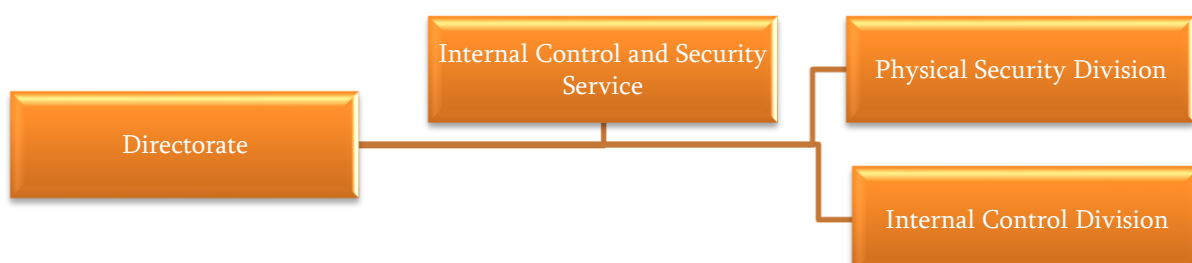 Directorate
Internal Control and Security
Service
Physical Security Division
Internal Control Division